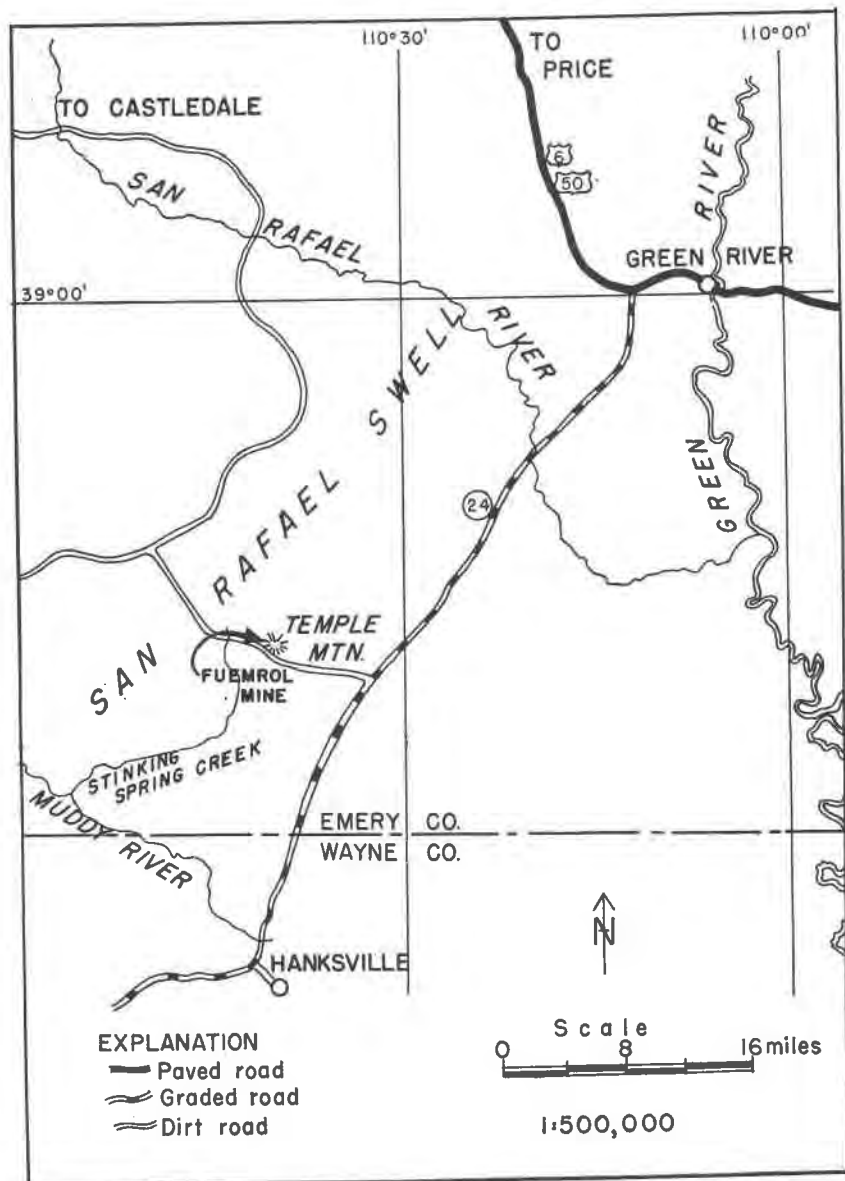 110°30'
110°00'
TO
PRICE
TO CASTLEDALE
6
50
RIVER
SAN
RAFAEL
RIVER
GREEN RIVER
39°00'
GREEN
24
SAN RAFAEL SWELL
TEMPLE
MTN.
FUEMROL
MINE
STINKING
SPRING CREEK
MUDDY RIVER
EMERY CO.
WAYNE CO.
N
HANKSVILLE
EXPLANATION
Paved road
Graded road
Dirt road
Scale
0 8 16 miles
1:500,000